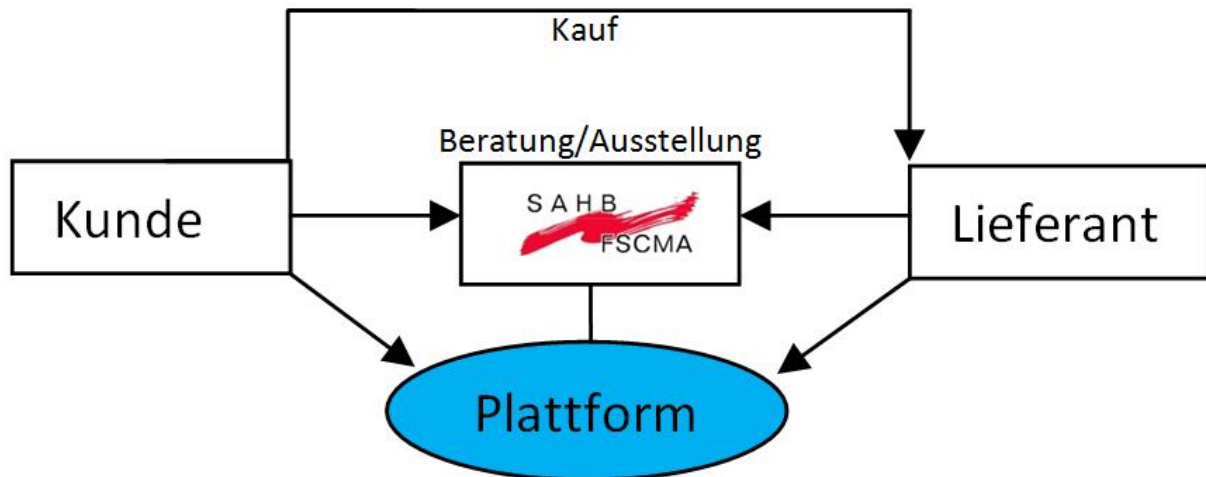 Kauf
Beratung/Ausstellung
Kunde
SAHB
FSCMA
Lieferant
Plattform